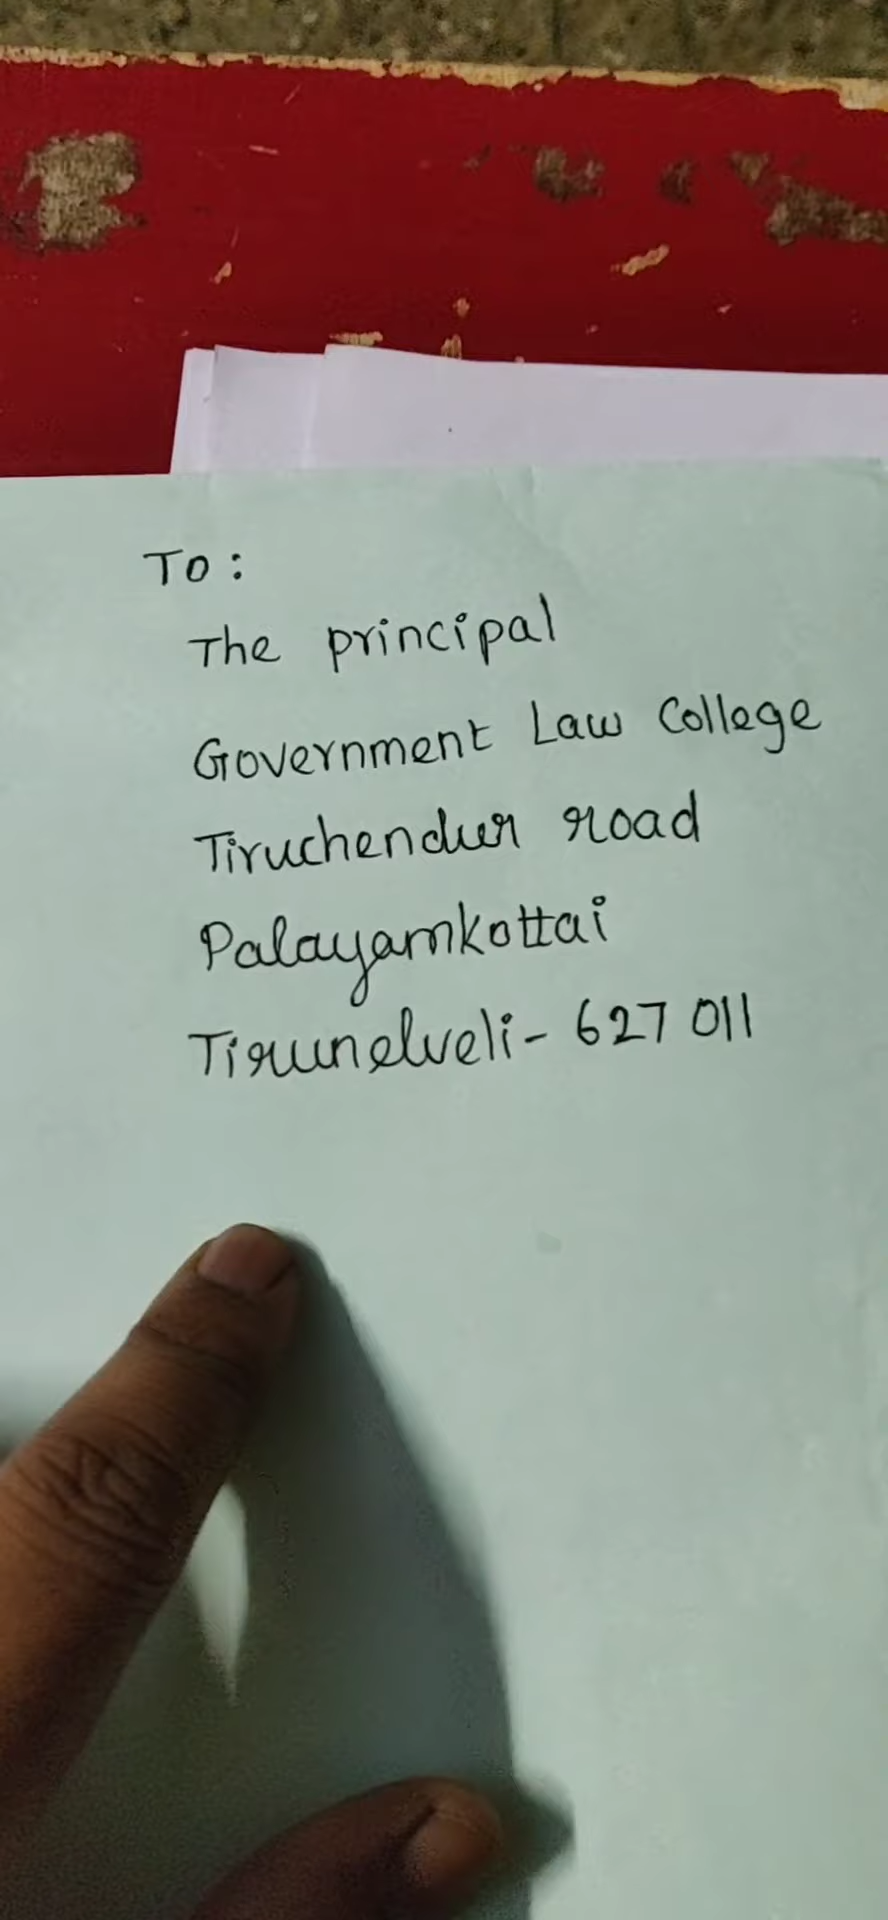 To :
The principal
Government Law College
Tiruchendur road
Palayamkottai
Tirunelveli- 627 011